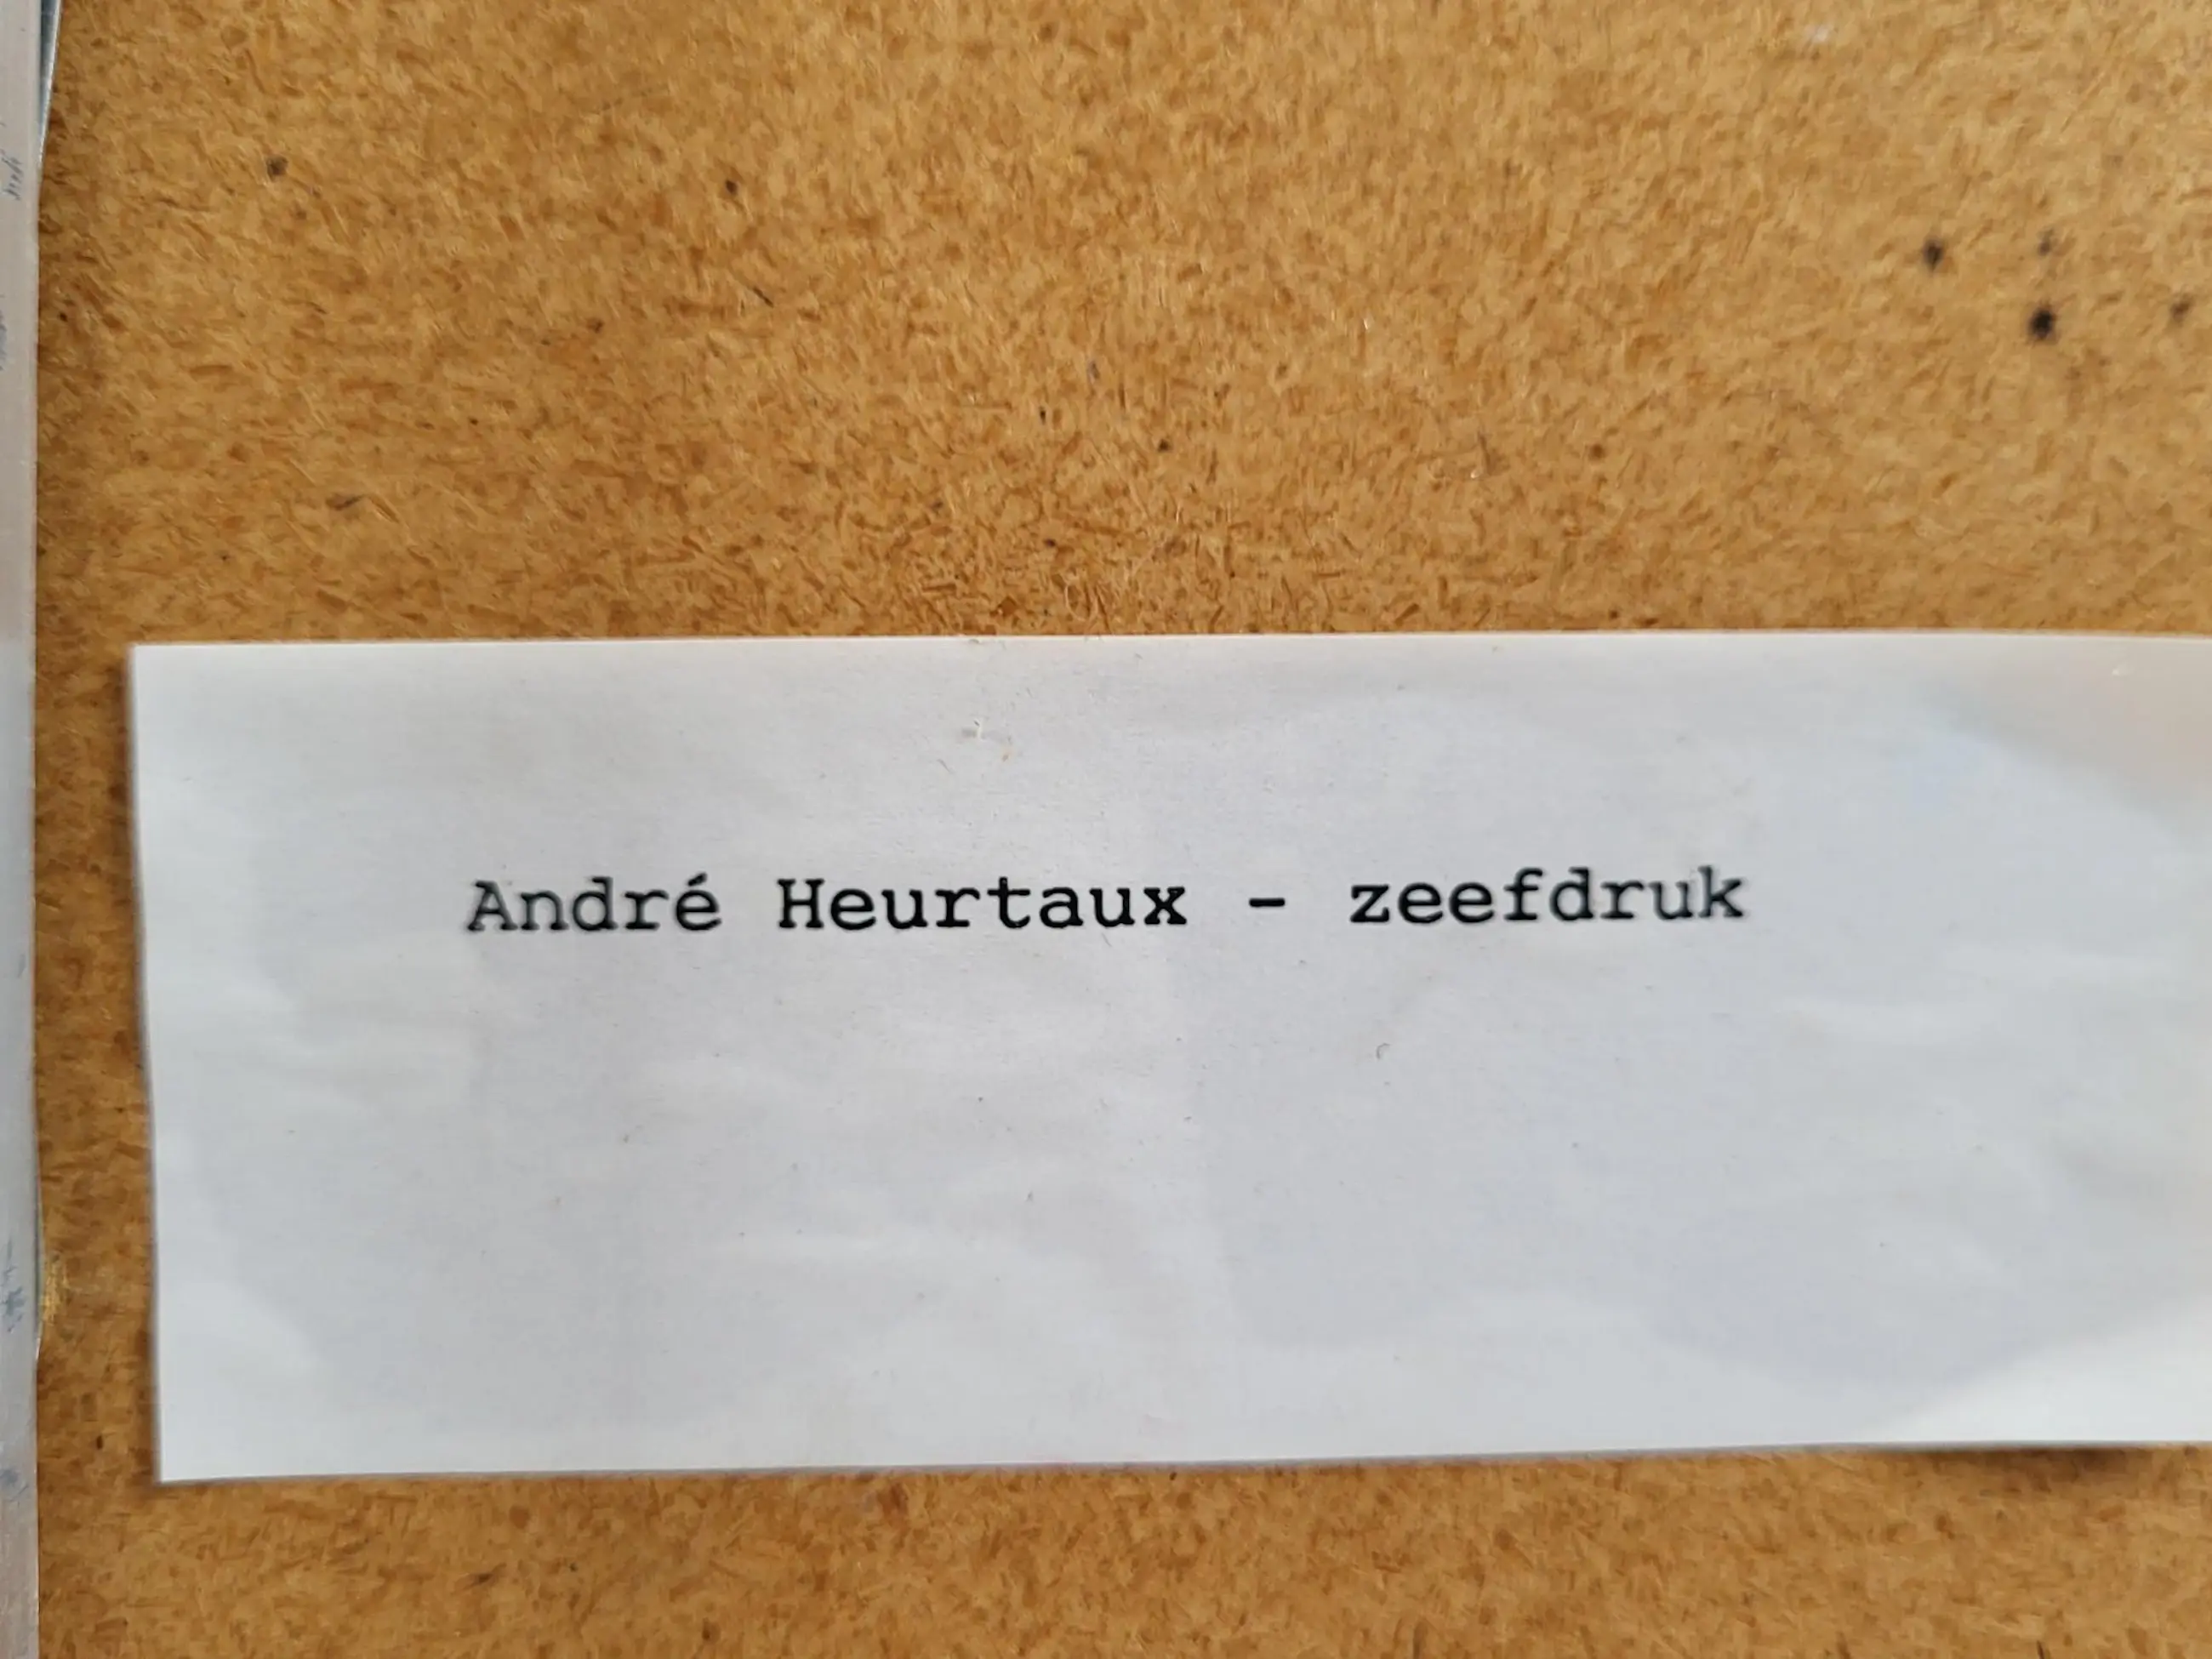 André Heurtaux - zeefdruk